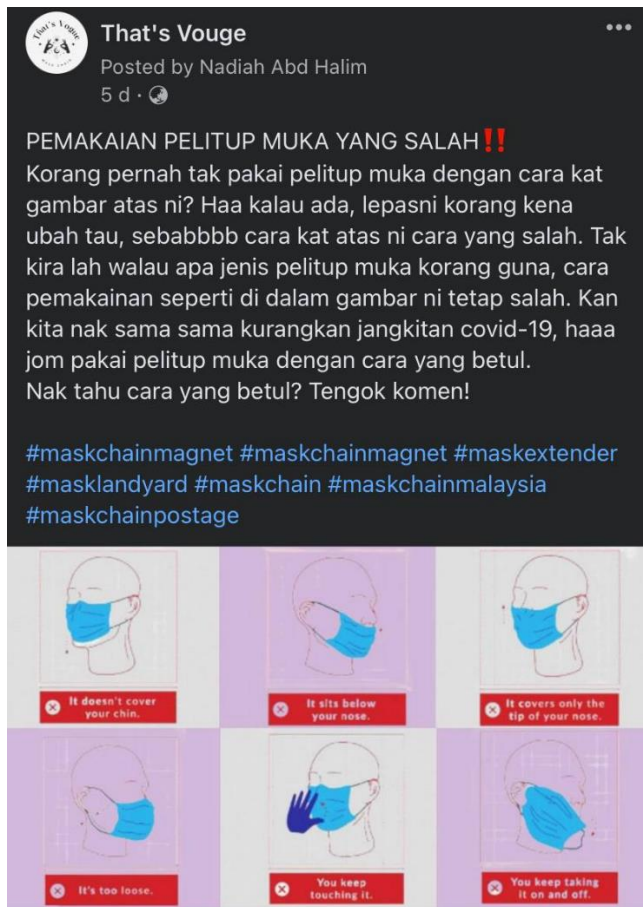 That's Vogue
MASK CHAIN
That's Vouge
Posted by Nadiah Abd Halim
5 d ·
PEMAKAIAN PELITUP MUKA YANG SALAH‼️
Korang pernah tak pakai pelitup muka dengan cara kat
gambar atas ni? Haa kalau ada, lepasni korang kena
ubah tau, sebabbbb cara kat atas ni cara yang salah. Tak
kira lah walau apa jenis pelitup muka korang guna, cara
pemakainan seperti di dalam gambar ni tetap salah. Kan
kita nak sama sama kurangkan jangkitan covid-19, haaa
jom pakai pelitup muka dengan cara yang betul.
Nak tahu cara yang betul? Tengok komen!
#maskchainmagnet #maskchainmagnet #maskextender
#masklandyard #maskchain #maskchainmalaysia
#maskchainpostage
It doesn't cover
your chin.
It sits below
your nose.
It covers only the
tip of your nose.
It's too loose.
You keep
touching it.
You keep taking
it on and off.